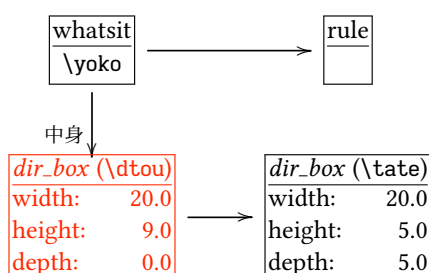 whatsit
\yoko
rule
中身
dir_box (\dtou)
width: 20.0
height: 9.0
depth: 0.0
dir_box (\tate)
width: 20.0
height: 5.0
depth: 5.0